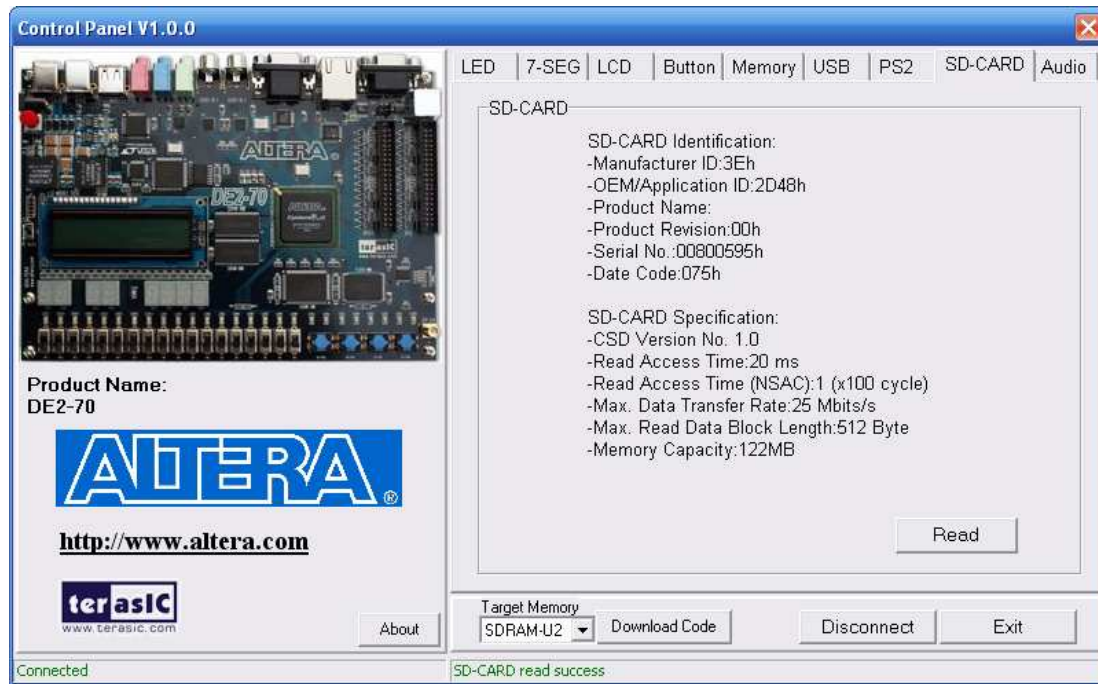 Control Panel V1.0.0
LED 7-SEG LCD Button Memory USB PS2 SD-CARD Audio
ALTERA®
DE2-70
ALTERA
terasIC
Product Name:
DE2-70
ALTERA®
http://www.altera.com
terasIC
www.terasic.com
About
SD-CARD
SD-CARD Identification:
-Manufacturer ID:3Eh
-OEM/Application ID:2D48h
-Product Name:
-Product Revision:00h
-Serial No.:00800595h
-Date Code:075h
SD-CARD Specification:
-CSD Version No. 1.0
-Read Access Time:20 ms
-Read Access Time (NSAC):1 (x100 cycle)
-Max. Data Transfer Rate:25 Mbits/s
-Max. Read Data Block Length:512 Byte
-Memory Capacity:122MB
Read
Target Memory
SDRAM-U2 Download Code Disconnect Exit
Connected
SD-CARD read success